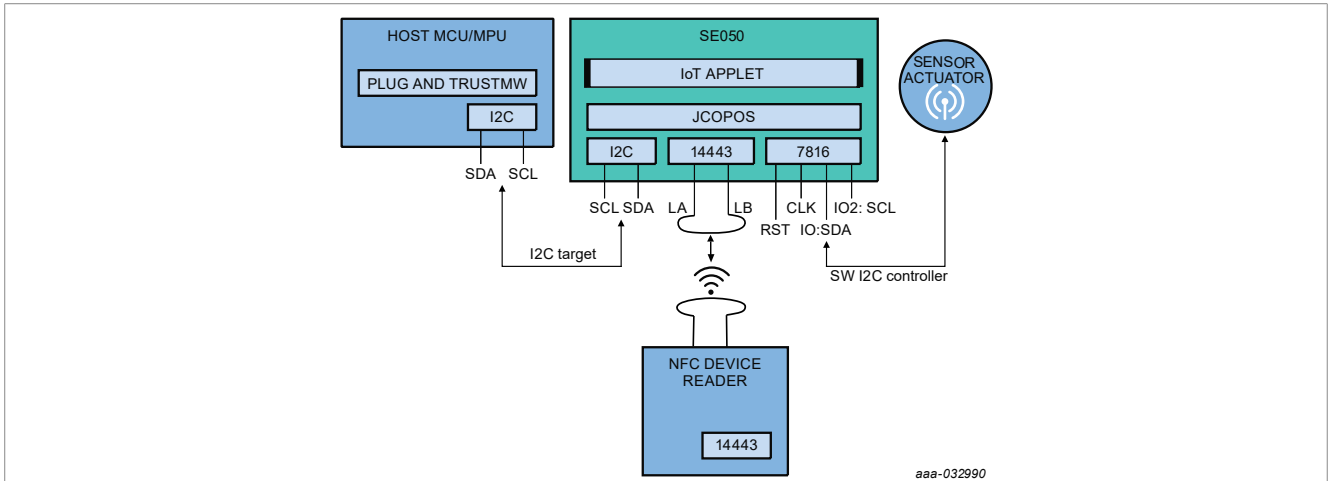 HOST MCU/MPU
PLUG AND TRUSTMW
I2C
SDA SCL
SE050
IoT APPLET
JCOPOS
I2C
14443
7816
SCL SDA
LA
LB
RST
CLK
IO:SDA
IO2: SCL
SENSOR
ACTUATOR
I2C target
SW I2C controller
NFC DEVICE
READER
14443
aaa-032990